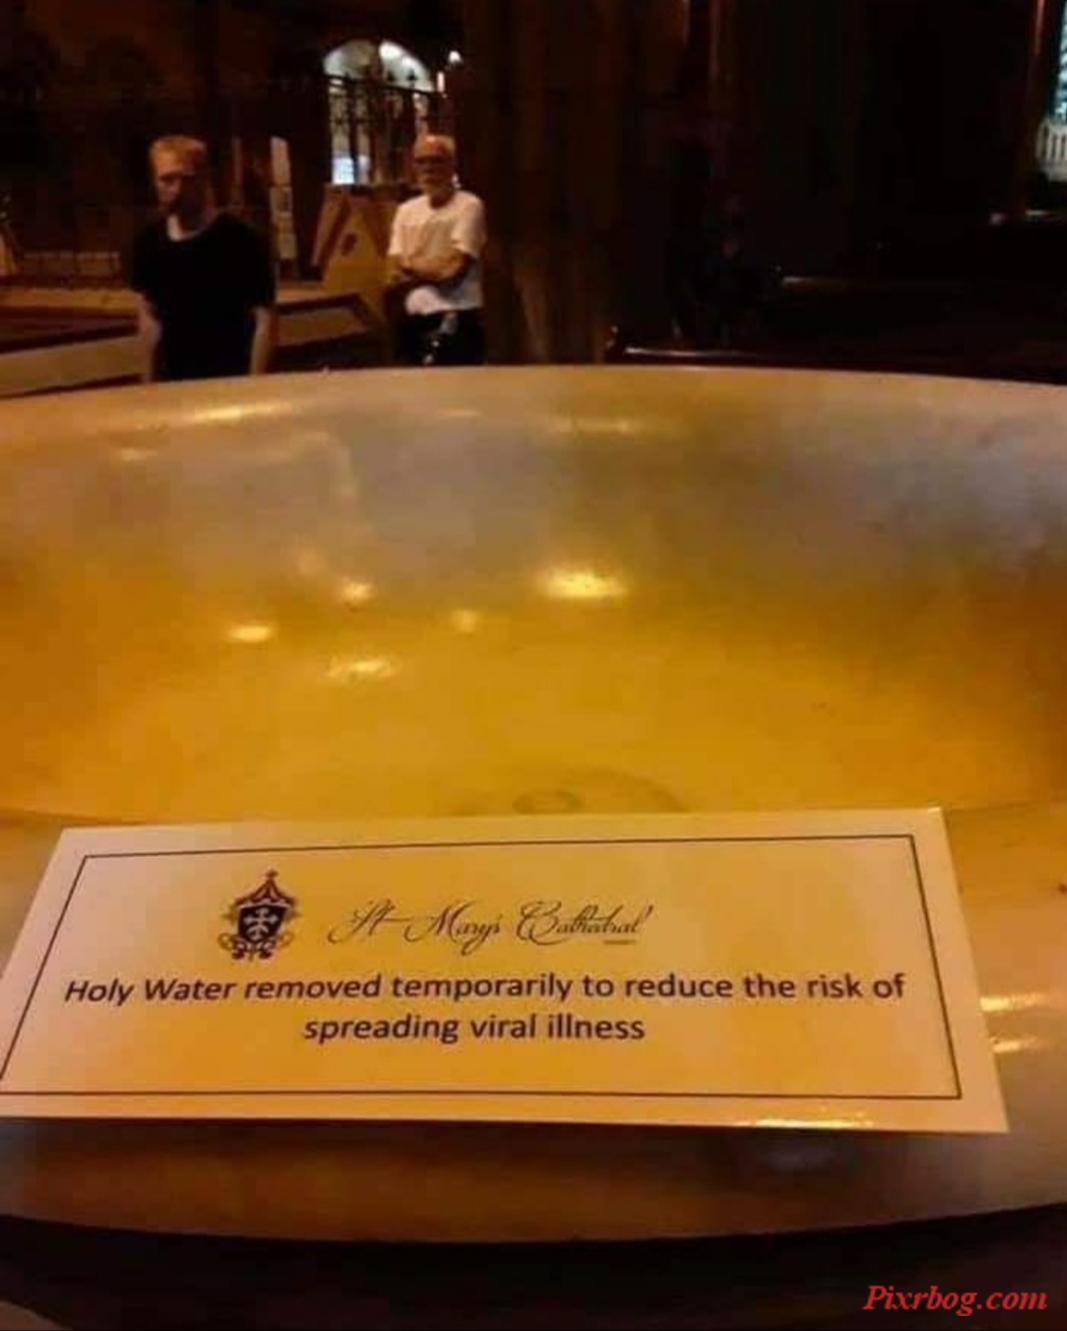 St Mary's Cathedral
Holy Water removed temporarily to reduce the risk of
spreading viral illness
Pixrbog.com